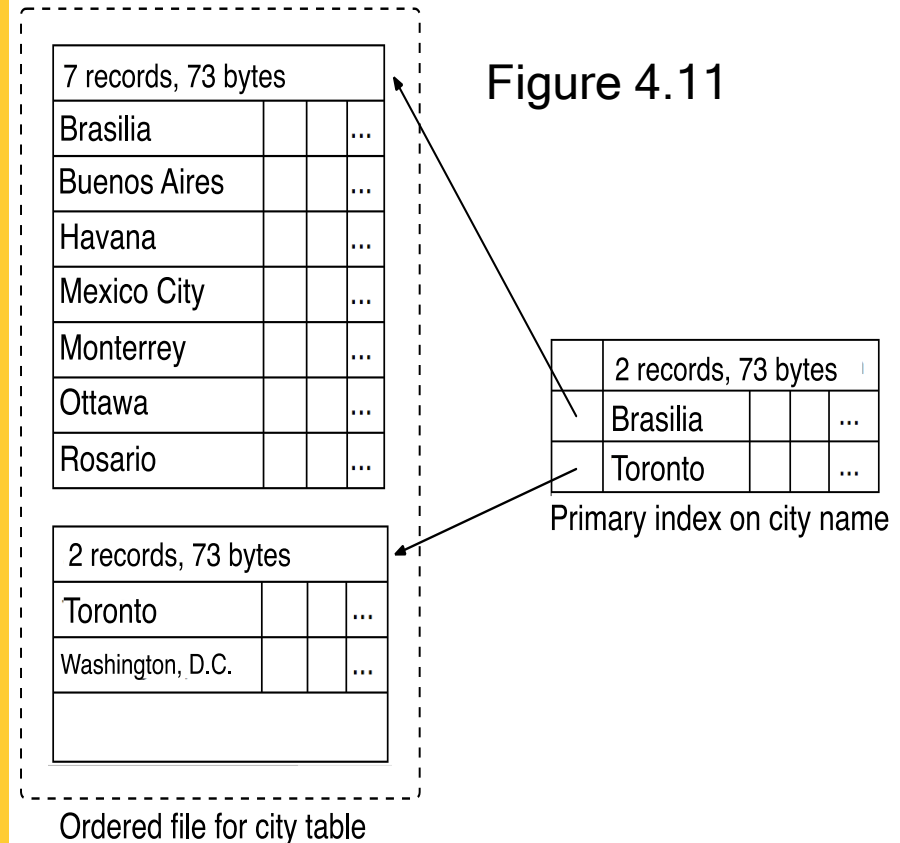 Figure 4.11
7 records, 73 bytes
Brasilia ...
Buenos Aires ...
Havana ...
Mexico City ...
Monterrey ...
Ottawa ...
Rosario ...
2 records, 73 bytes
Toronto ...
Washington, D.C. ...
Ordered file for city table
2 records, 73 bytes
Brasilia ...
Toronto ...
Primary index on city name